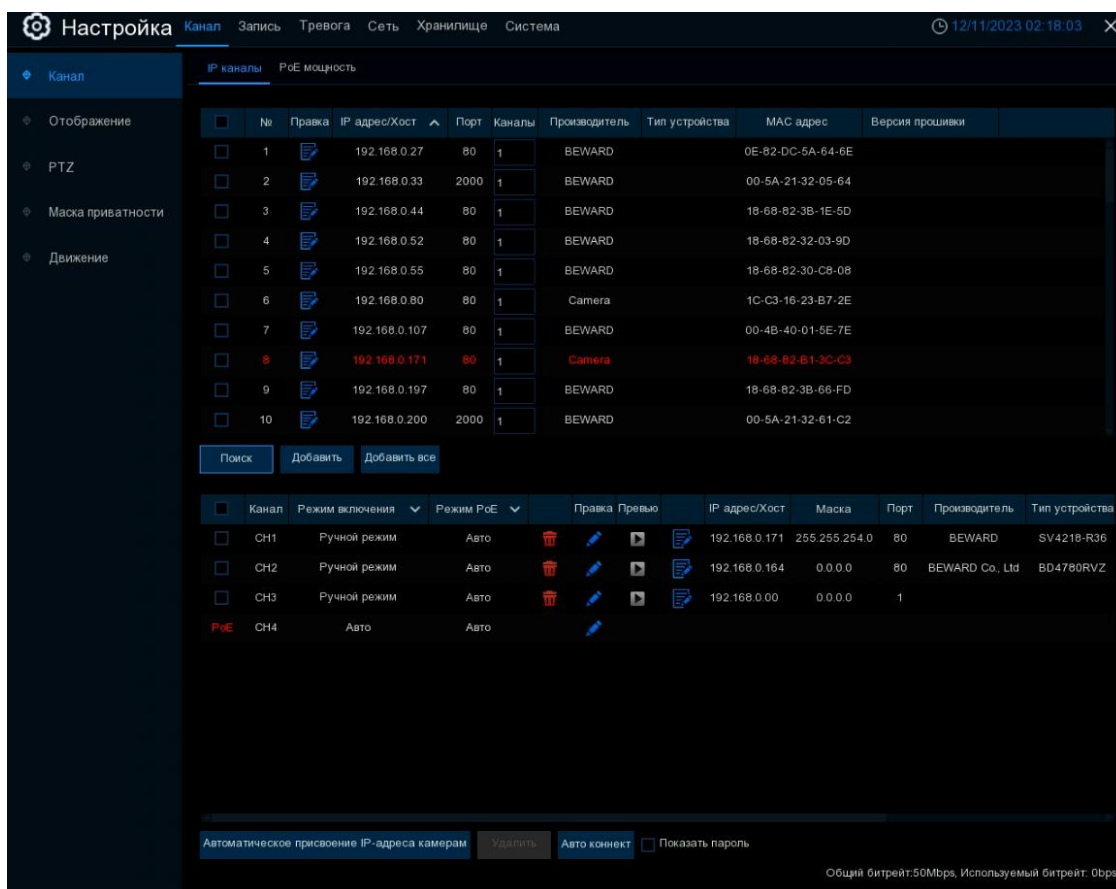 Настройка Канал Запись Тревога Сеть Хранилище Система 12/11/2023 02:18:03
Канал
Отображение
PTZ
Маска приватности
Движение
IP каналы PoE мощность
№ Правка IP адрес/Хост Порт Каналы Производитель Тип устройства MAC адрес Версия прошивки
1 192.168.0.27 80 1 BEWARD 0E-82-DC-5A-64-6E
2 192.168.0.33 2000 1 BEWARD 00-5A-21-32-05-64
3 192.168.0.44 80 1 BEWARD 18-68-82-3B-1E-5D
4 192.168.0.52 80 1 BEWARD 18-68-82-32-03-9D
5 192.168.0.55 80 1 BEWARD 18-68-82-30-C8-08
6 192.168.0.80 80 1 Camera 1C-C3-16-23-B7-2E
7 192.168.0.107 80 1 BEWARD 00-4B-40-01-5E-7E
8 192.168.0.171 80 1 Camera 18-68-82-B1-3C-C3
9 192.168.0.197 80 1 BEWARD 18-68-82-3B-66-FD
10 192.168.0.200 2000 1 BEWARD 00-5A-21-32-61-C2
Поиск Добавить Добавить все
Канал Режим включения Режим PoE Правка Превью IP адрес/Хост Маска Порт Производитель Тип устройства
CH1 Ручной режим Авто 192.168.0.171 255.255.254.0 80 BEWARD SV4218-R36
CH2 Ручной режим Авто 192.168.0.164 0.0.0.0 80 BEWARD Co., Ltd BD4780RVZ
CH3 Ручной режим Авто 192.168.0.00 0.0.0.0 1
PoE CH4 Авто Авто
Автоматическое присвоение IP-адреса камерам Удалить Авто коннект Показать пароль
Общий битрейт:50Mbps, Используемый битрейт: 0bps